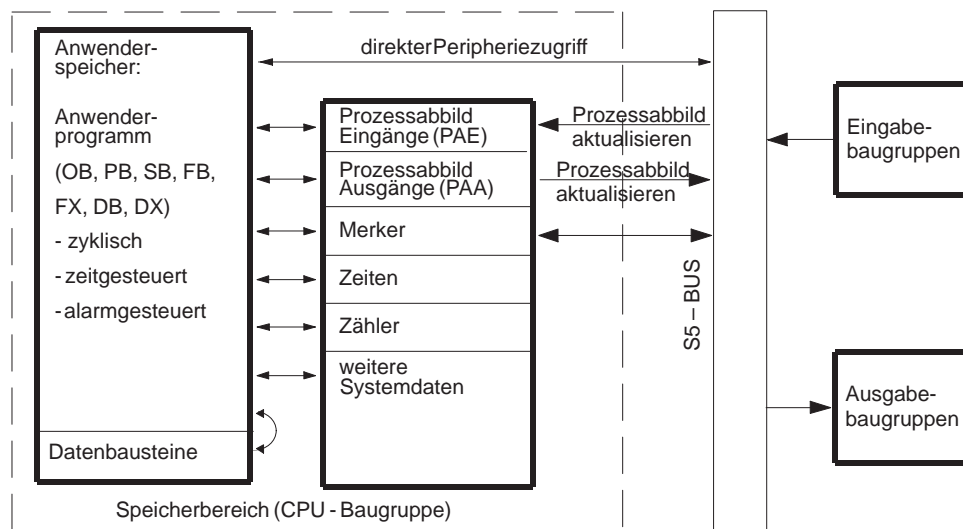 Anwender-
speicher:
Anwender-
programm
(OB, PB, SB, FB,
FX, DB, DX)
- zyklisch
- zeitgesteuert
- alarmgesteuert
Datenbausteine
direkter Peripheriezugriff
Prozessabbild
Eingänge (PAE)
Prozessabbild
Ausgänge (PAA)
Merker
Zeiten
Zähler
weitere
Systemdaten
Prozessabbild
aktualisieren
Prozessabbild
aktualisieren
S5 – BUS
Eingabe-
baugruppen
Ausgabe-
baugruppen
Speicherbereich (CPU - Baugruppe)